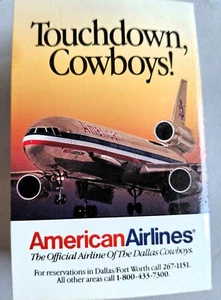 Touchdown,
Cowboys!
American
AmericanAirlines®
The Official Airline Of The Dallas Cowboys.
For reservations in Dallas/Fort Worth call 267-1151.
All other areas call 1-800-433-7300.